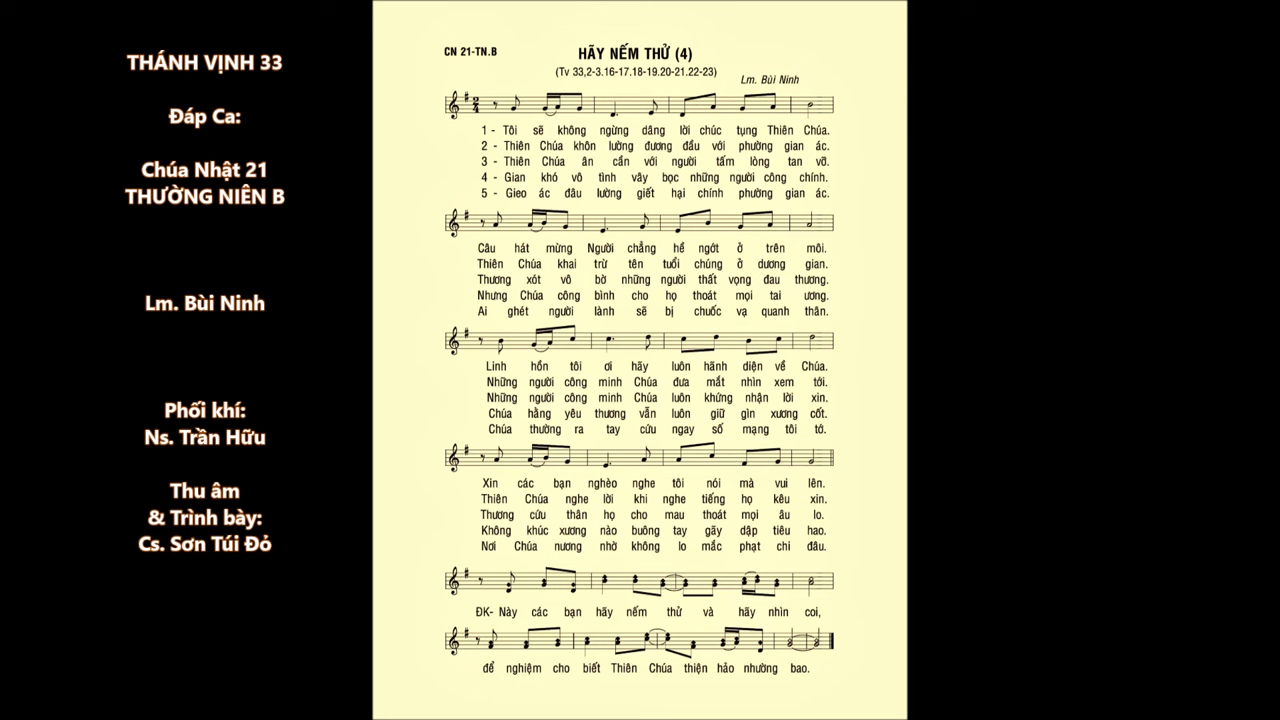 THÁNH VỊNH 33
Đáp Ca:
Chúa Nhật 21
THƯỜNG NIÊN B
Lm. Bùi Ninh
Phối khí:
Ns. Trần Hữu
Thu âm
& Trình bày:
Cs. Sơn Túi Đỏ
CN 21-TN.B
HÃY NẾM THỬ (4)
(Tv 33,2-3.16-17.18-19.20-21.22-23)
Lm. Bùi Ninh
2
4
1 - Tôi sẽ không ngừng dâng lời chúc tụng Thiên Chúa.
2 - Thiên Chúa khôn lường đương đầu với phường gian ác.
3 - Thiên Chúa ân cần với người tấm lòng tan vỡ.
4 - Gian khó vô tình vây bọc những người công chính.
5 - Gieo ác đâu lường giết hại chính phường gian ác.
Câu hát mừng Người chẳng hề ngớt ở trên môi.
Thiên Chúa khai trừ tên tuổi chúng ở dương gian.
Thương xót vô bờ những người thất vọng đau thương.
Nhưng Chúa công bình cho họ thoát mọi tai ương.
Ai ghét người lành sẽ bị chuốc vạ quanh thân.
Linh hồn tôi ơi hãy luôn hãnh diện về Chúa.
Những người công minh Chúa đưa mắt nhìn xem tới.
Những người công minh Chúa luôn khứng nhận lời xin.
Chúa hằng yêu thương vẫn luôn giữ gìn xương cốt.
Chúa thường ra tay cứu ngay số mạng tôi tớ.
Xin các bạn nghèo nghe tôi nói mà vui lên.
Thiên Chúa nghe lời khi nghe tiếng họ kêu xin.
Thương cứu thân họ cho mau thoát mọi âu lo.
Không khúc xương nào buông tay gãy dập tiêu hao.
Nơi Chúa nương nhờ không lo mắc phạt chi đâu.
ĐK- Này các bạn hãy nếm thử và hãy nhìn coi,
để nghiệm cho biết Thiên Chúa thiện hảo nhường bao.